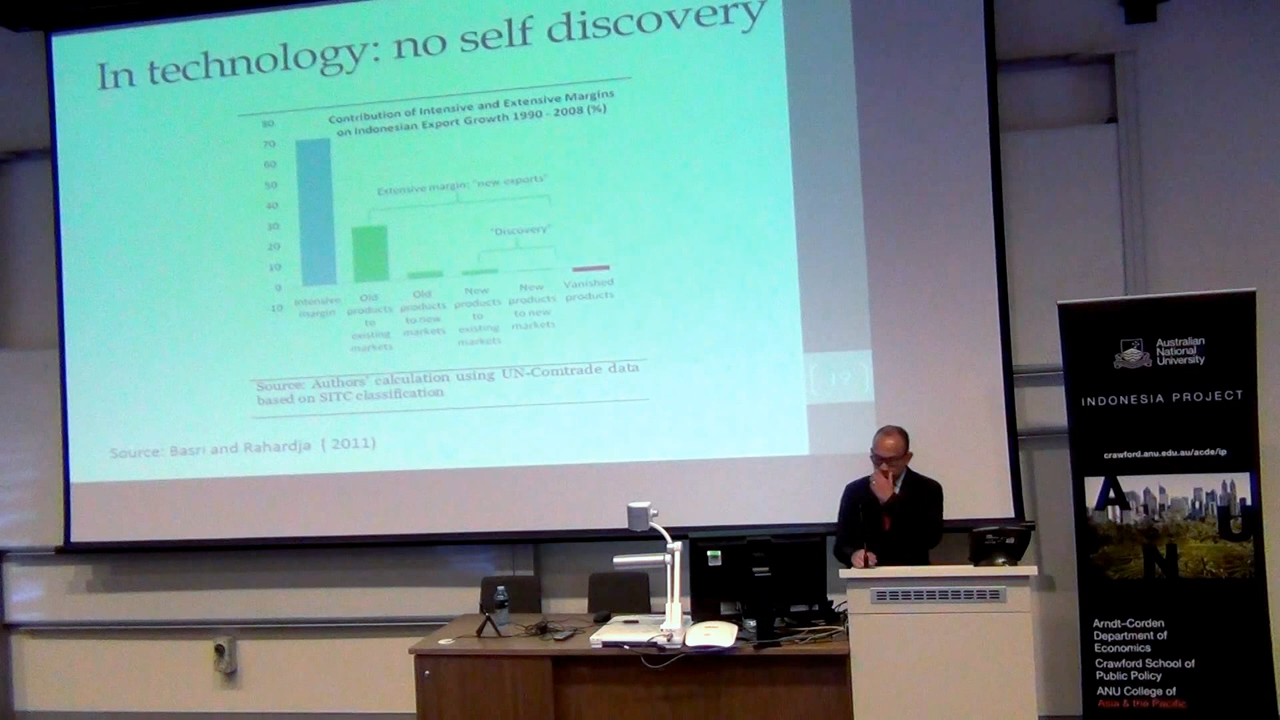 In technology: no self discovery
Contribution of Intensive and Extensive Margins
on Indonesian Export Growth 1990 - 2008 (%)
80
70
60
50
40
30
20
10
0
-10
Extensive margin: "new exports"
"Discovery"
Intensive
margin
Old
products
to
existing
markets
Old
products
to new
markets
New
products
to
existing
markets
New
products
to new
markets
Vanished
products
Source: Authors' calculation using UN-Comtrade data
based on SITC classification
Source: Basri and Rahardja ( 2011)
19
Australian
National
University
INDONESIA PROJECT
crawford.anu.edu.au/acde/ip
A
N
U
Arndt–Corden
Department of
Economics
Crawford School of
Public Policy
ANU College of
Asia & the Pacific